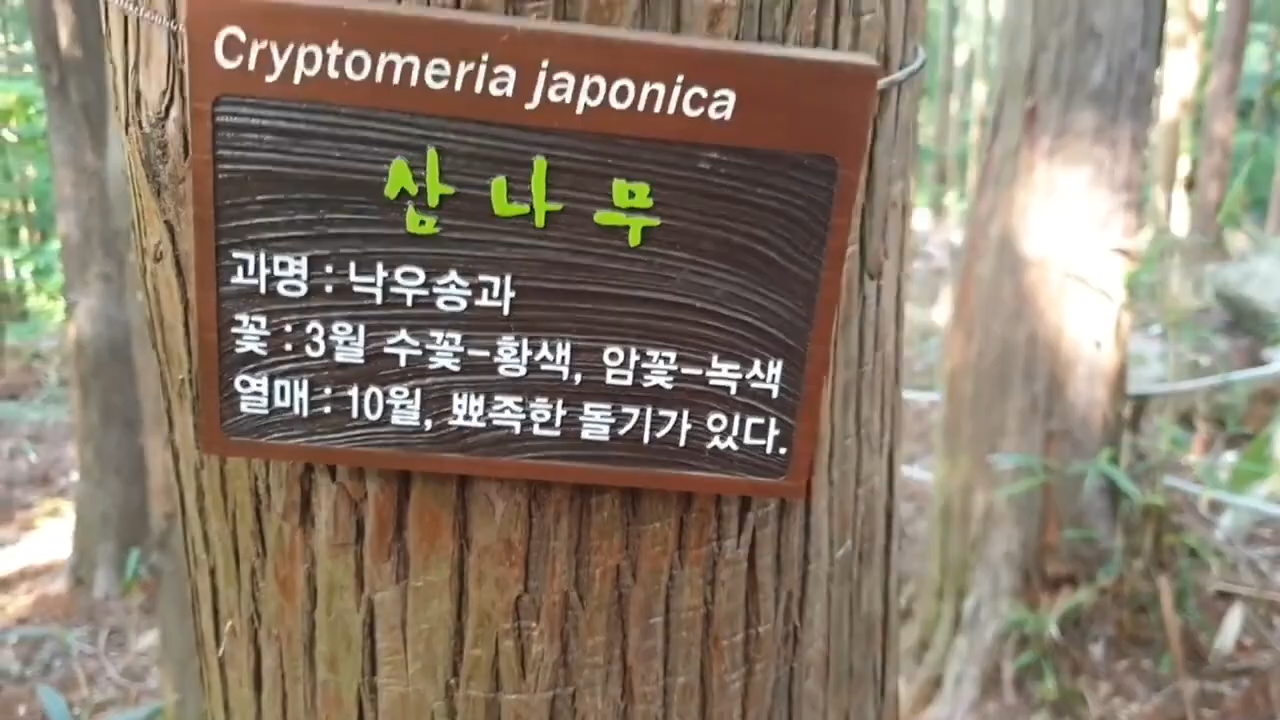 Cryptomeria japonica
삼나무
과명 : 낙우송과
꽃 : 3월 수꽃-황색, 암꽃-녹색
열매 : 10월, 뾰족한 돌기가 있다.